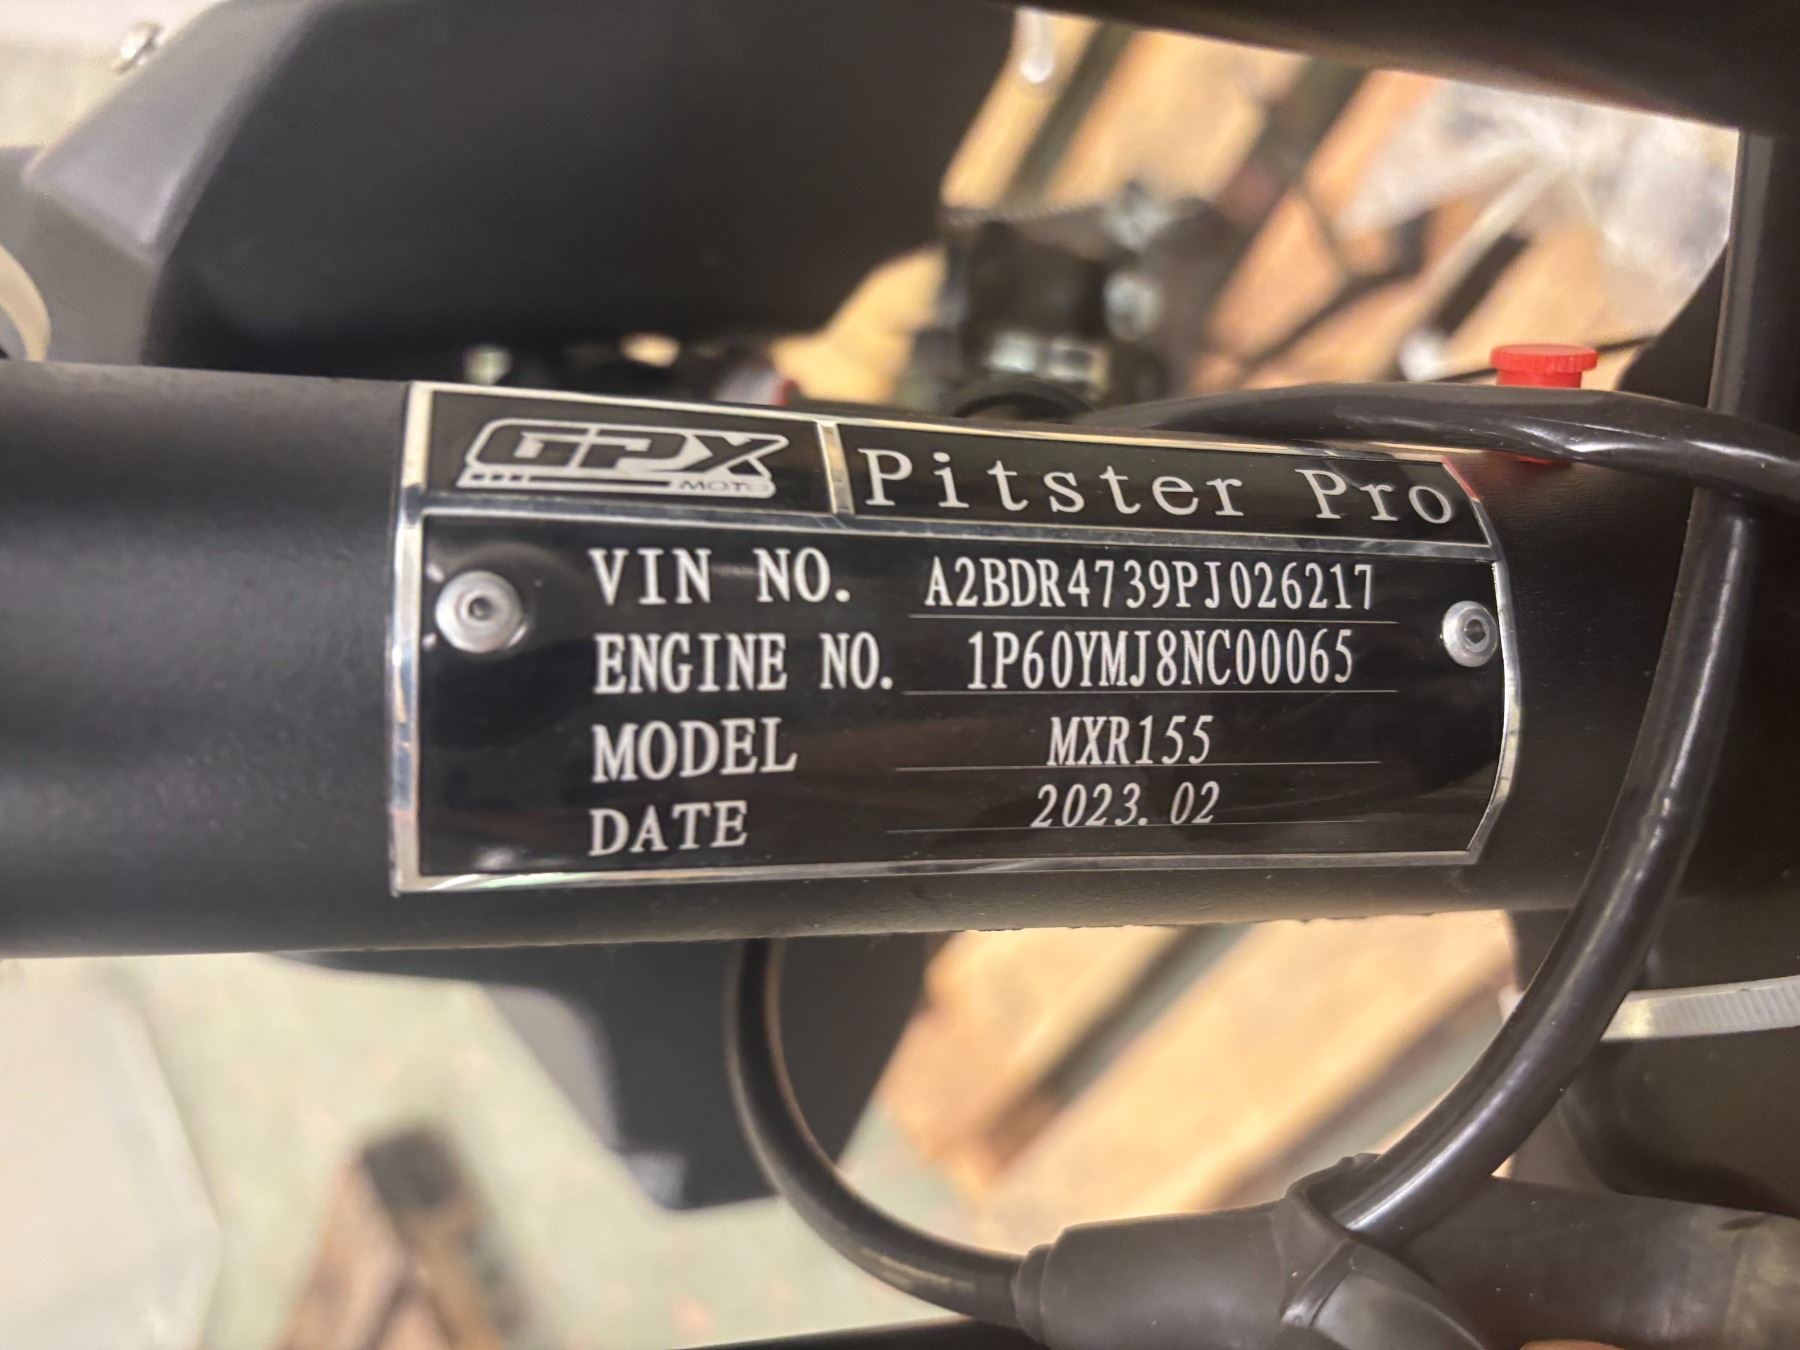 GPX MOTO Pitster Pro
VIN NO. A2BDR4739PJ026217
ENGINE NO. 1P60YMJ8NC00065
MODEL MXR155
DATE 2023.02